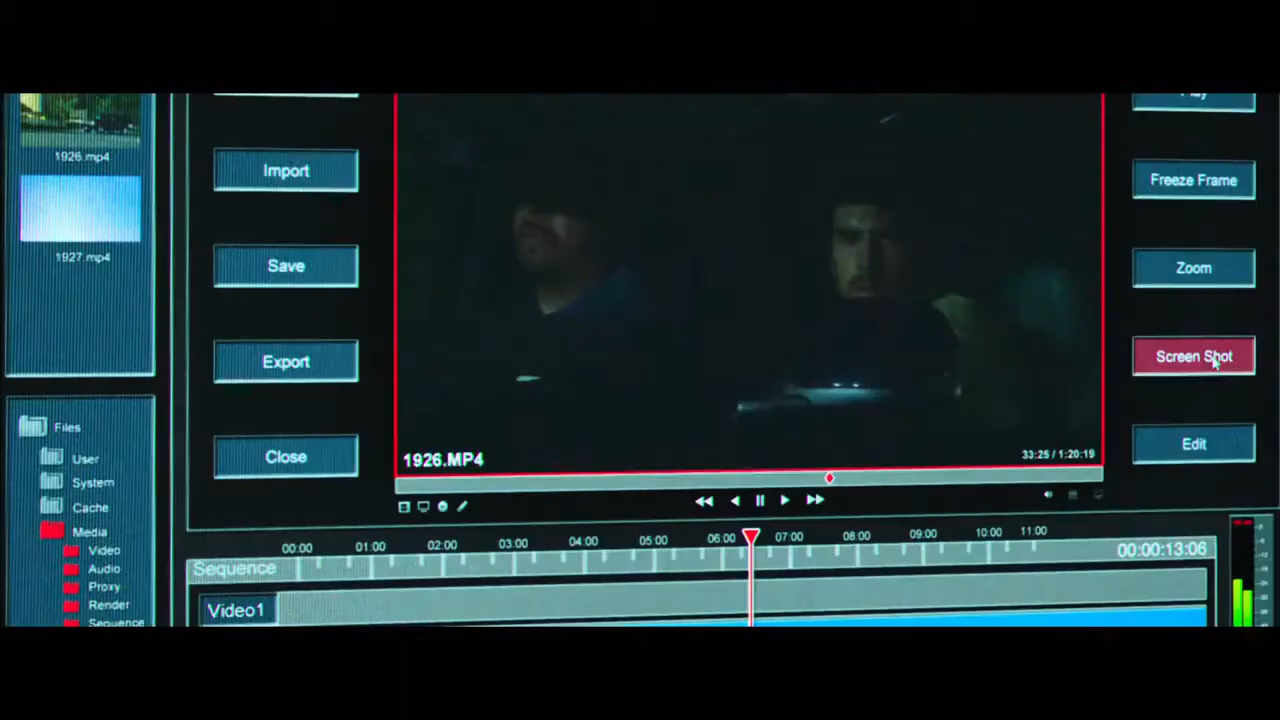 1926.mp4
1927.mp4
Files
User
System
Cache
Media
Video
Audio
Proxy
Render
Sequence
Import
Save
Export
Close
1926.MP4
33:25 / 1:20:19
Play
Freeze Frame
Zoom
Screen Shot
Edit
00:00 01:00 02:00 03:00 04:00 05:00 06:00 07:00 08:00 09:00 10:00 11:00
Sequence
00:00:13:06
Video1